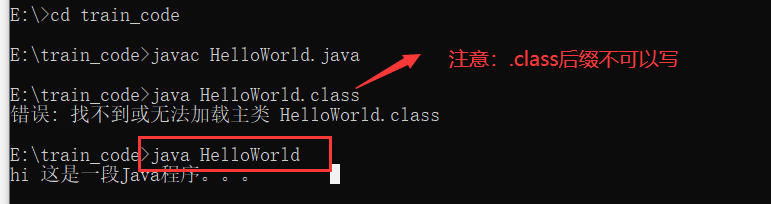 E:\>cd train_code
E:\train_code>javac HelloWorld.java
注意：.class后缀不可以写
E:\train_code>java HelloWorld.class
错误: 找不到或无法加载主类 HelloWorld.class
E:\train_code>java HelloWorld
hi 这是一段Java程序。。。